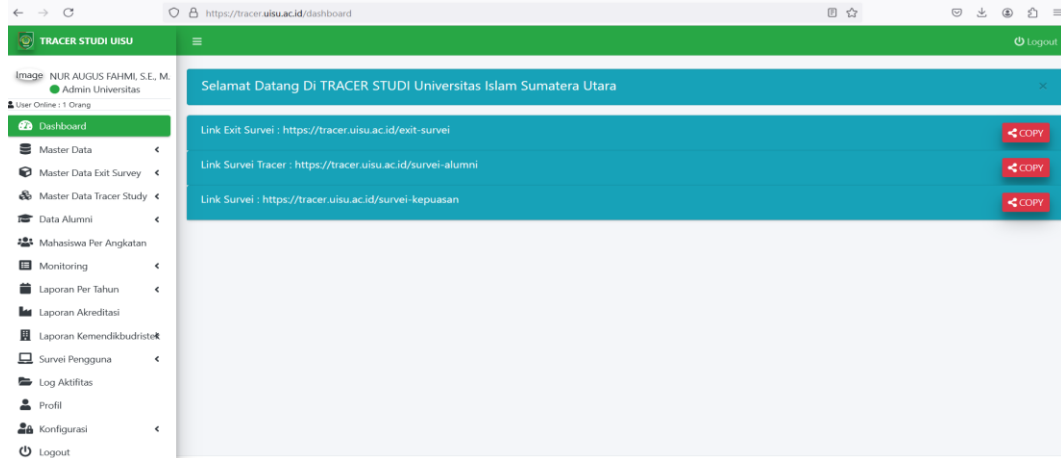 https://tracer.uisu.ac.id/dashboard
TRACER STUDI UISU
Logout
Image NUR AUGUS FAHMI, S.E., M.
Admin Universitas
User Online : 1 Orang
Selamat Datang Di TRACER STUDI Universitas Islam Sumatera Utara
×
Link Exit Survei : https://tracer.uisu.ac.id/exit-survei
COPY
Link Survei Tracer : https://tracer.uisu.ac.id/survei-alumni
COPY
Link Survei : https://tracer.uisu.ac.id/survei-kepuasan
COPY
Dashboard
Master Data
Master Data Exit Survey
Master Data Tracer Study
Data Alumni
Mahasiswa Per Angkatan
Monitoring
Laporan Per Tahun
Laporan Akreditasi
Laporan Kemendikbudristek
Survei Pengguna
Log Aktifitas
Profil
Konfigurasi
Logout